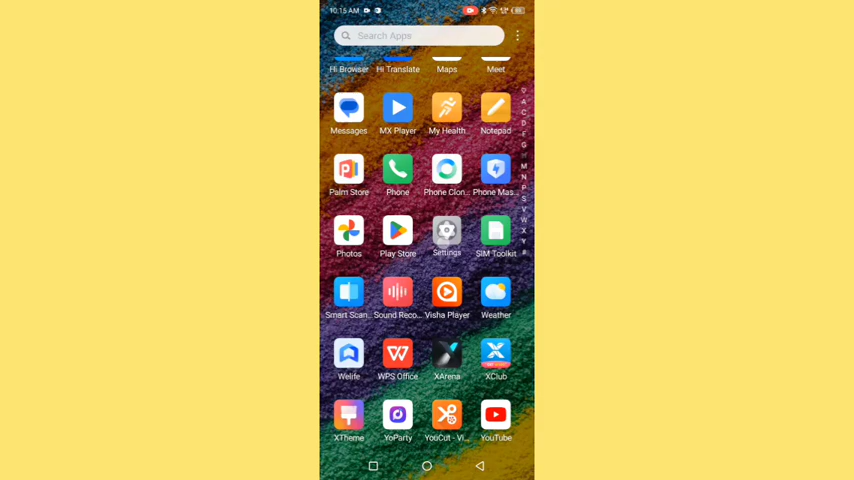 10:15 AM
Search Apps
Hi Browser Hi Translate Maps Meet
Messages MX Player My Health Notepad
Palm Store Phone Phone Clon... Phone Mas...
Photos Play Store Settings SIM Toolkit
Smart Scan... Sound Reco... Visha Player Weather
Welife WPS Office XArena XClub
XTheme YoParty YouCut - Vi... YouTube
A
C
D
F
G
M
N
P
S
V
W
X
Y
#